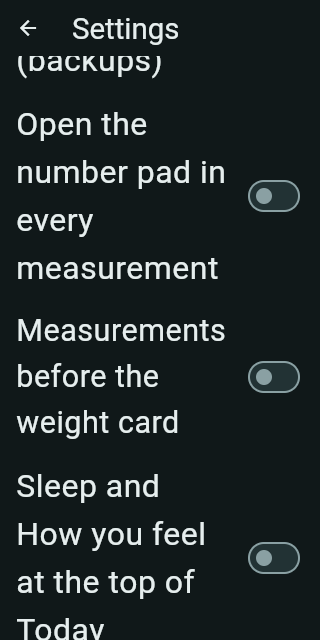 Settings
(backups)
Open the
number pad in
every
measurement
Measurements
before the
weight card
Sleep and
How you feel
at the top of
Today